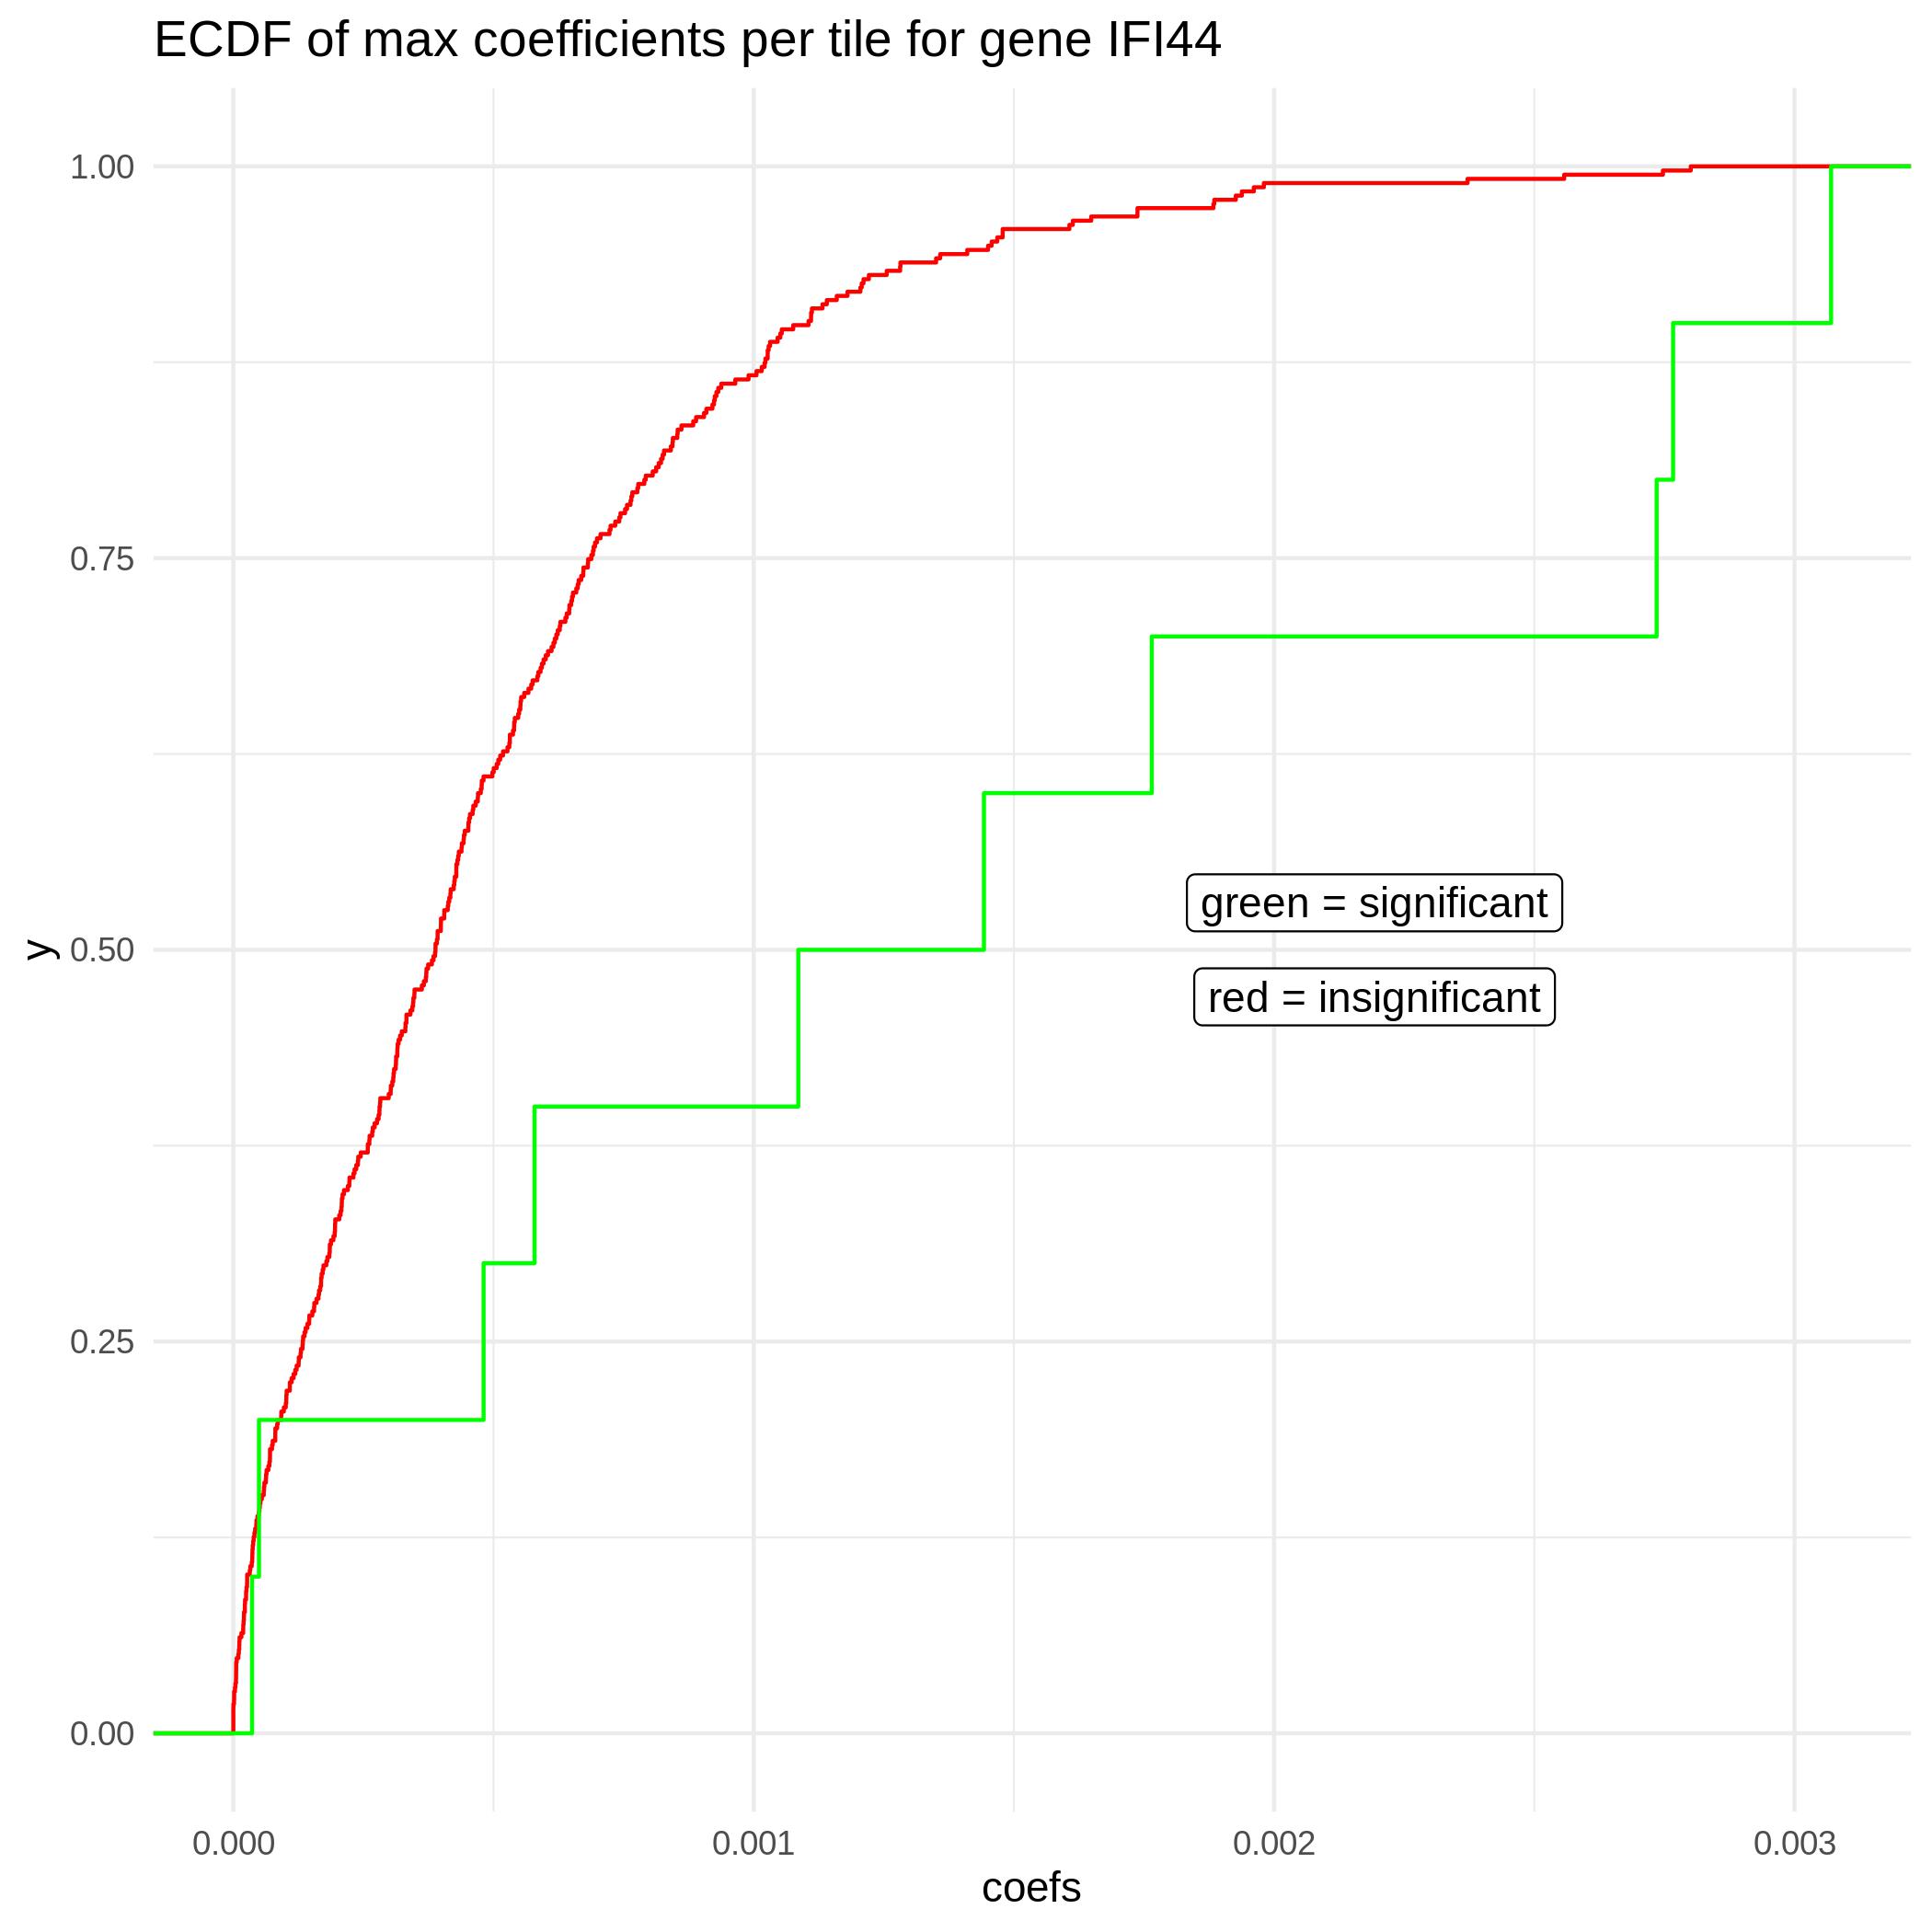 ECDF of max coefficients per tile for gene IFI44
1.00
0.75
0.50
0.25
0.00
y
green = significant
red = insignificant
0.000 0.001 0.002 0.003
coefs